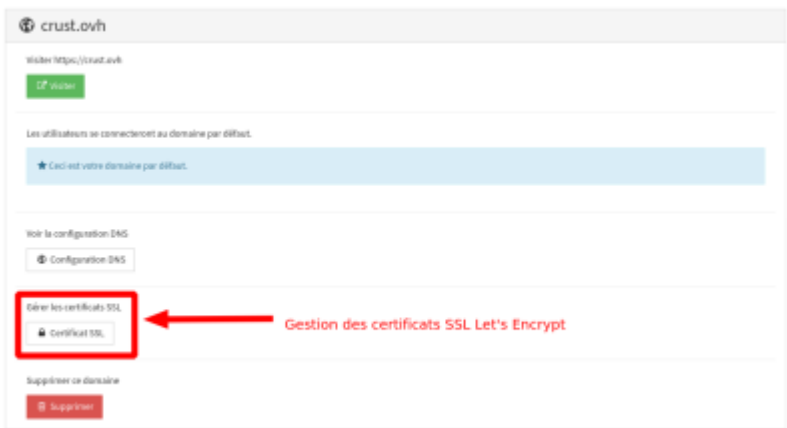 crust.ovh
Visiter https://crust.ovh
Visiter
Les utilisateurs se connecteront au domaine par défaut.
Ceci est votre domaine par défaut.
Voir la configuration DNS
Configuration DNS
Gérer les certificats SSL
Certificat SSL
Gestion des certificats SSL Let's Encrypt
Supprimer ce domaine
Supprimer